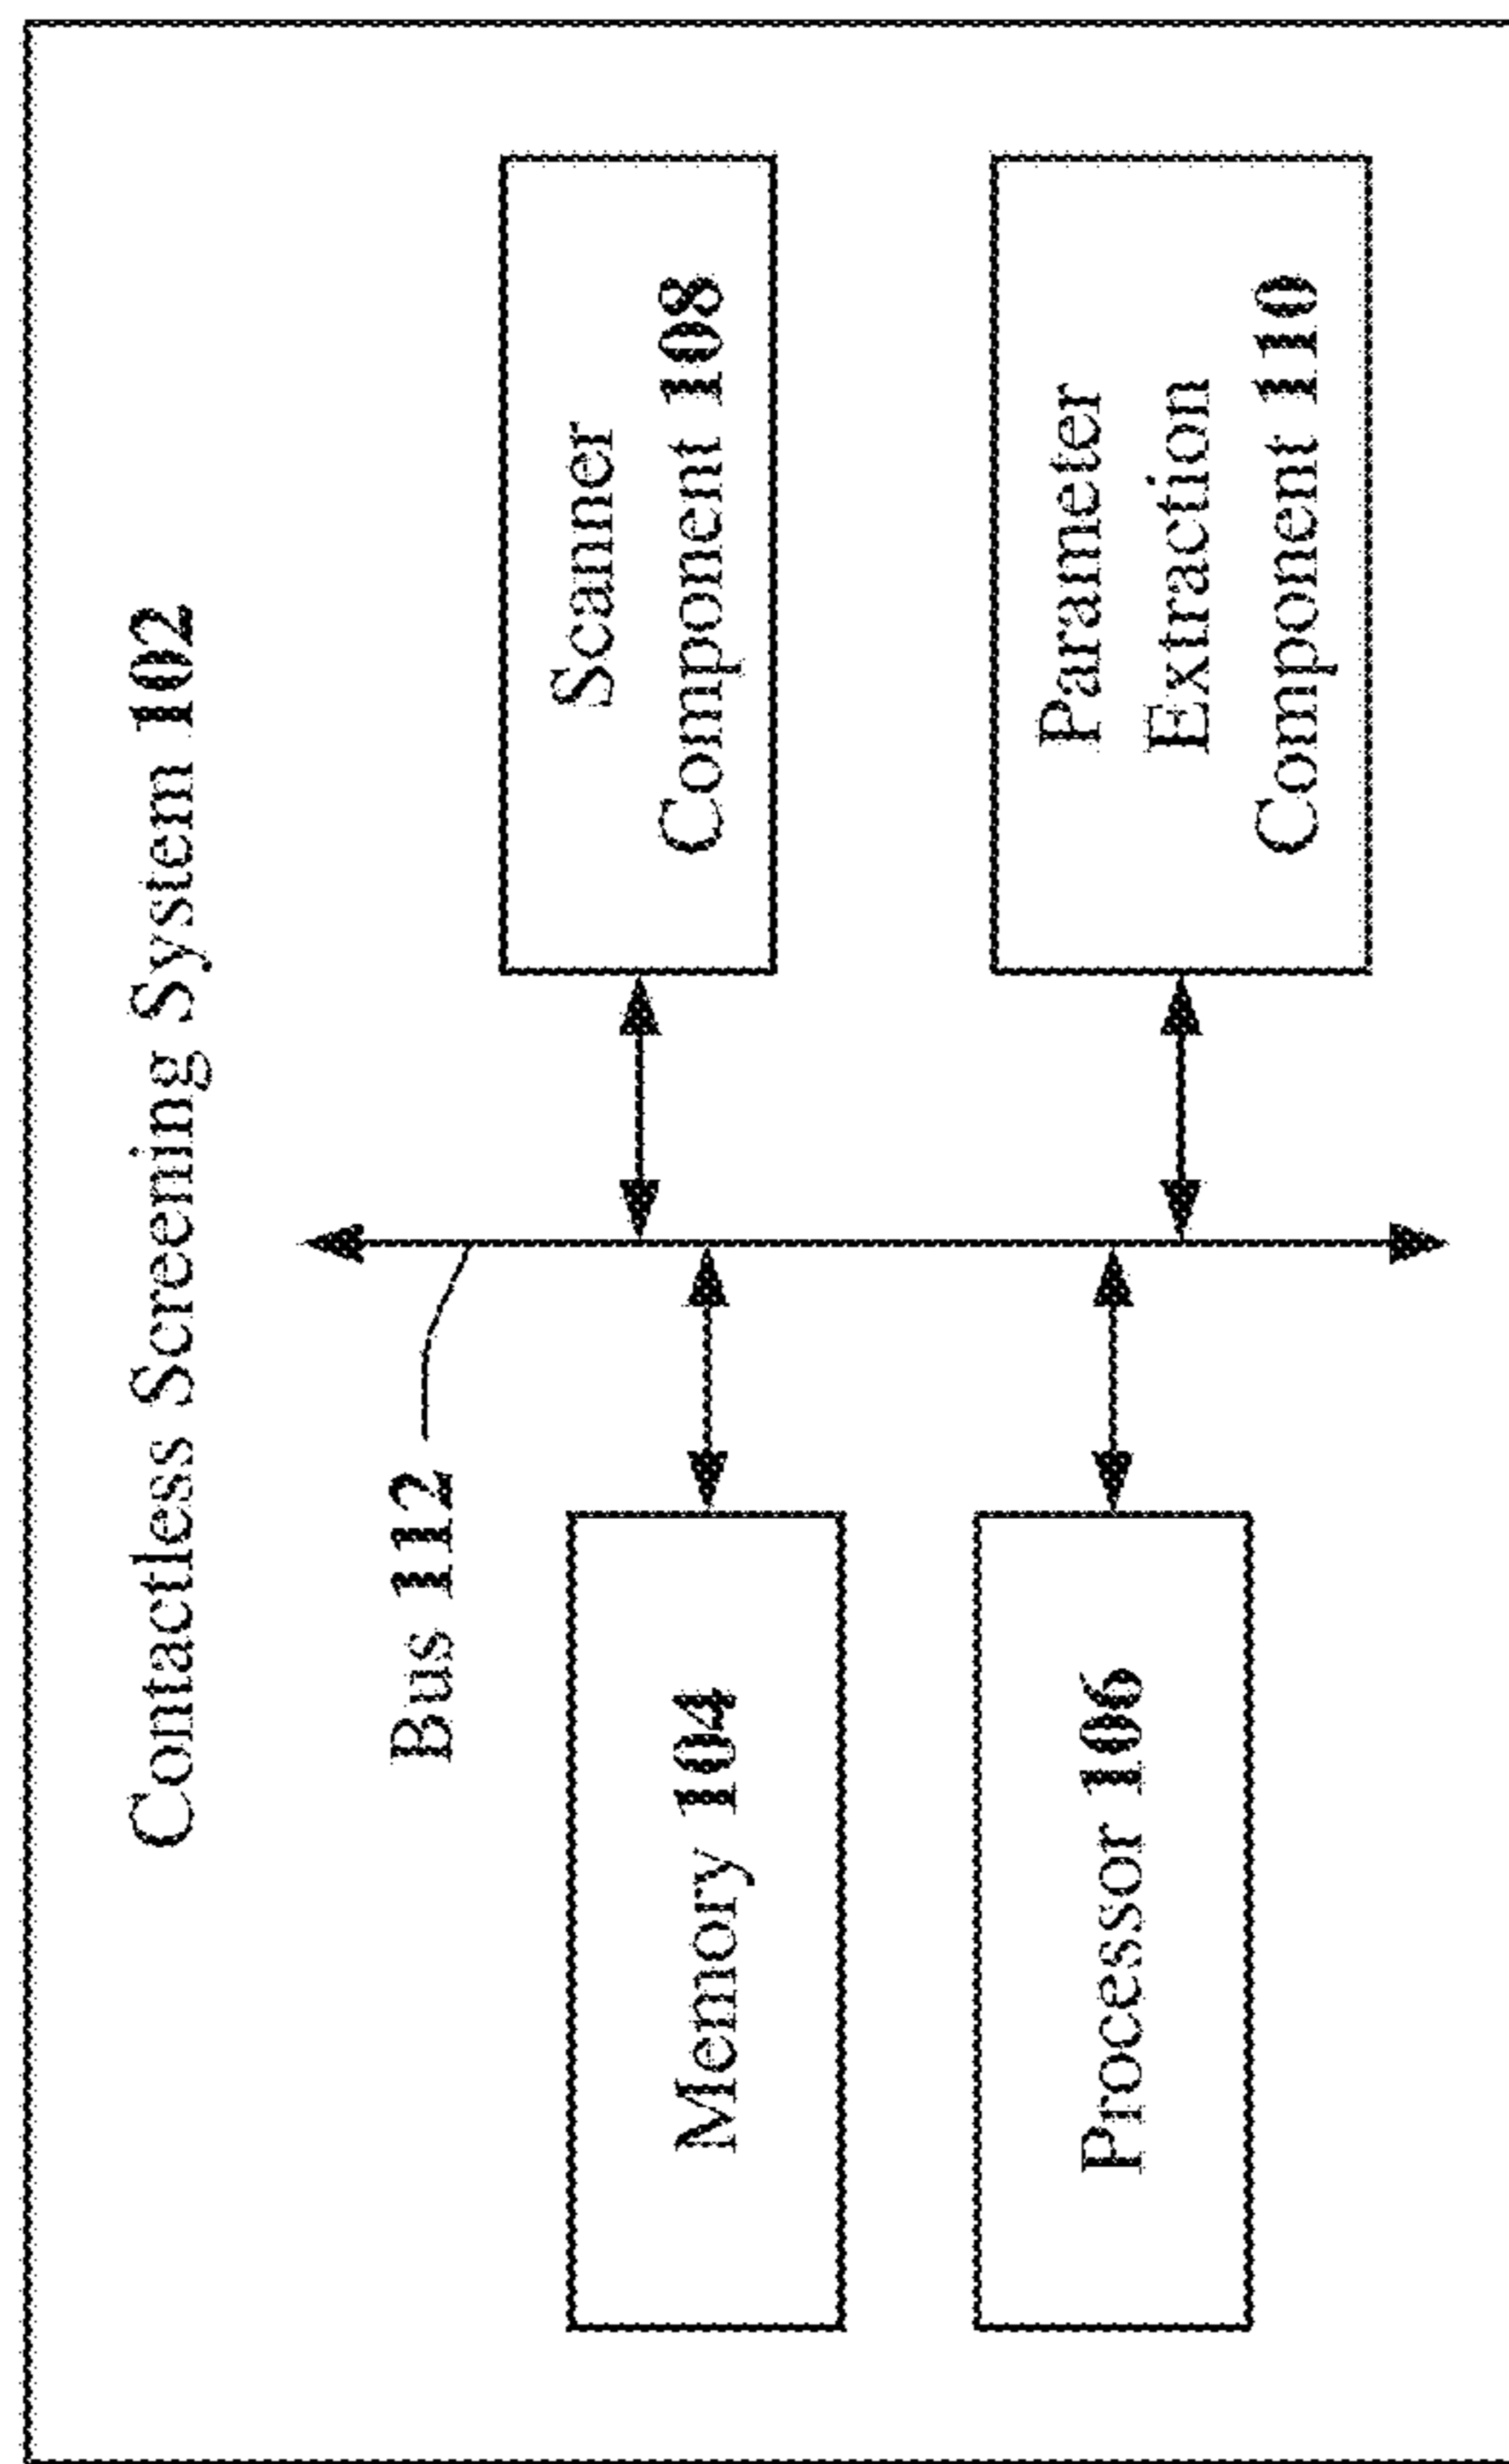 Contactless Screening System 102
Bus 112
Memory 104
Scanner
Component 108
Processor 106
Parameter
Extraction
Component 110